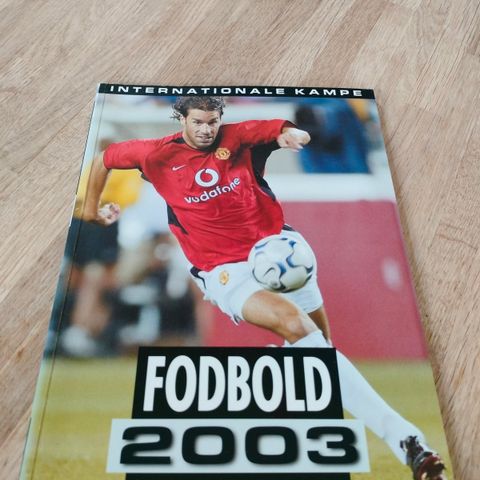 INTERNATIONALE KAMPE
vodafone
FODBOLD
2003